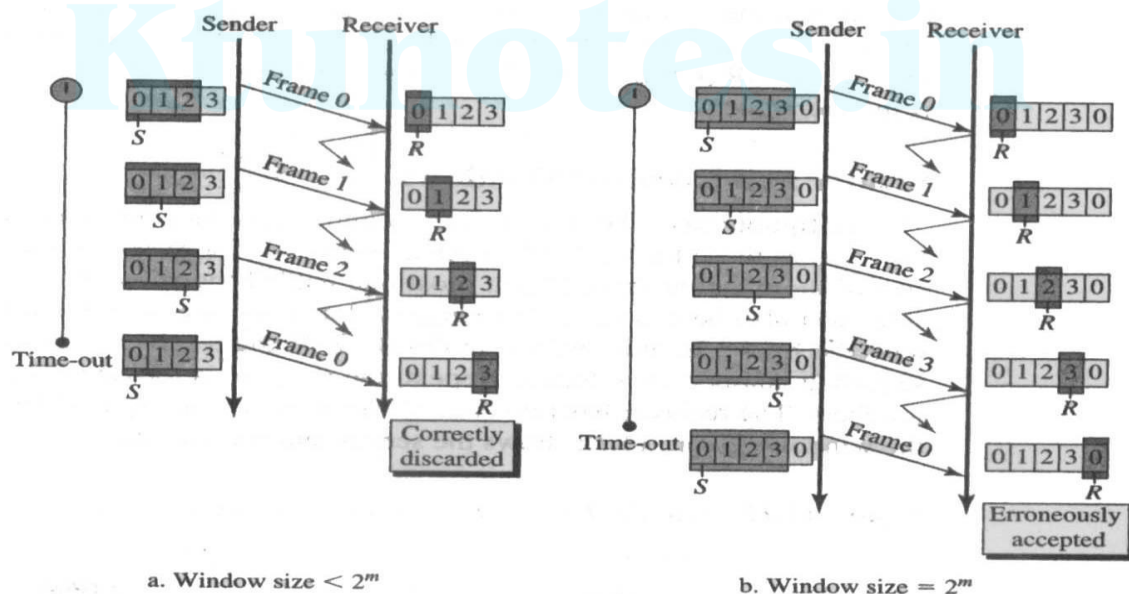 Ktunotes.in
Sender Receiver
Frame 0
0 1 2 3
S
0 1 2 3
R
Frame 1
0 1 2 3
S
0 1 2 3
R
Frame 2
0 1 2 3
S
0 1 2 3
R
Time-out
Frame 0
0 1 2 3
S
0 1 2 3
R
Correctly
discarded
a. Window size < 2^m
Sender Receiver
Frame 0
0 1 2 3 0
S
0 1 2 3 0
R
Frame 1
0 1 2 3 0
S
0 1 2 3 0
R
Frame 2
0 1 2 3 0
S
0 1 2 3 0
R
Frame 3
0 1 2 3 0
S
0 1 2 3 0
R
Time-out
Frame 0
0 1 2 3 0
S
0 1 2 3 0
R
Erroneously
accepted
b. Window size = 2^m